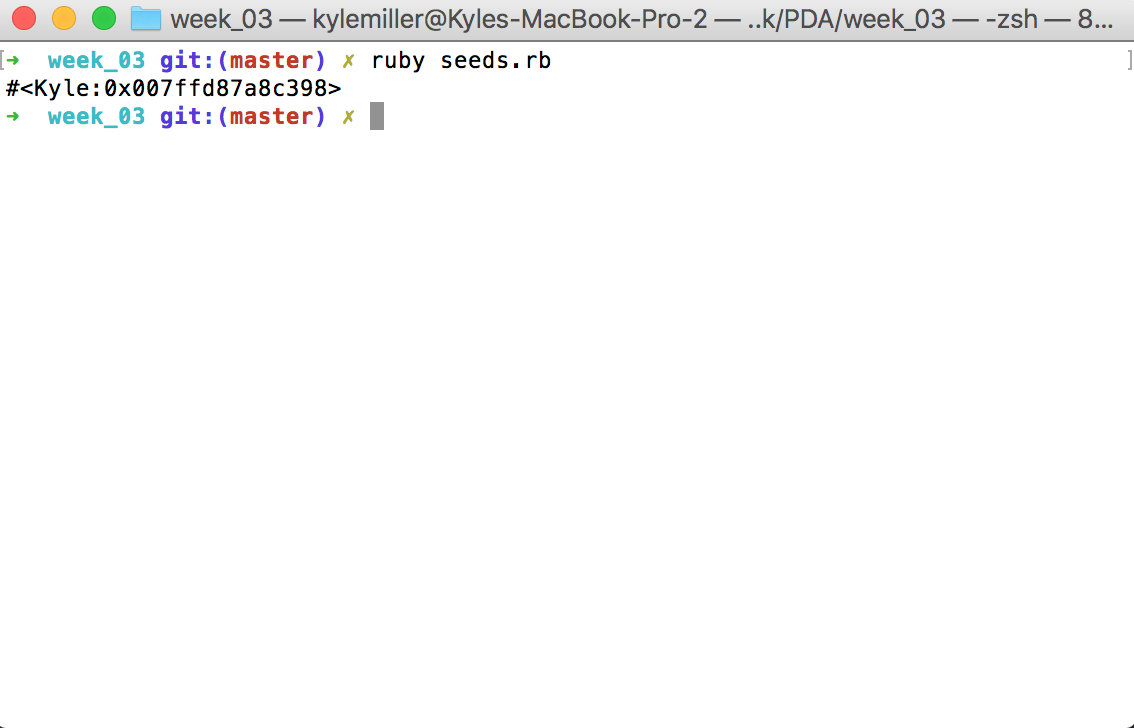 week_03 — kylemiller@Kyles-MacBook-Pro-2 — ..k/PDA/week_03 — -zsh — 8...
[➜  week_03 git:(master) ✗ ruby seeds.rb ]
#<Kyle:0x007ffd87a8c398>
➜  week_03 git:(master) ✗